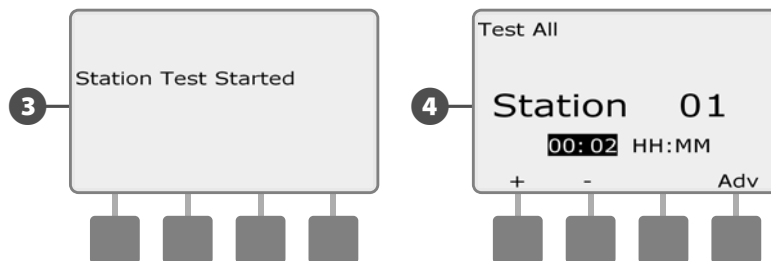 3
Station Test Started
4
Test All
Station 01
00:02 HH:MM
+ - Adv